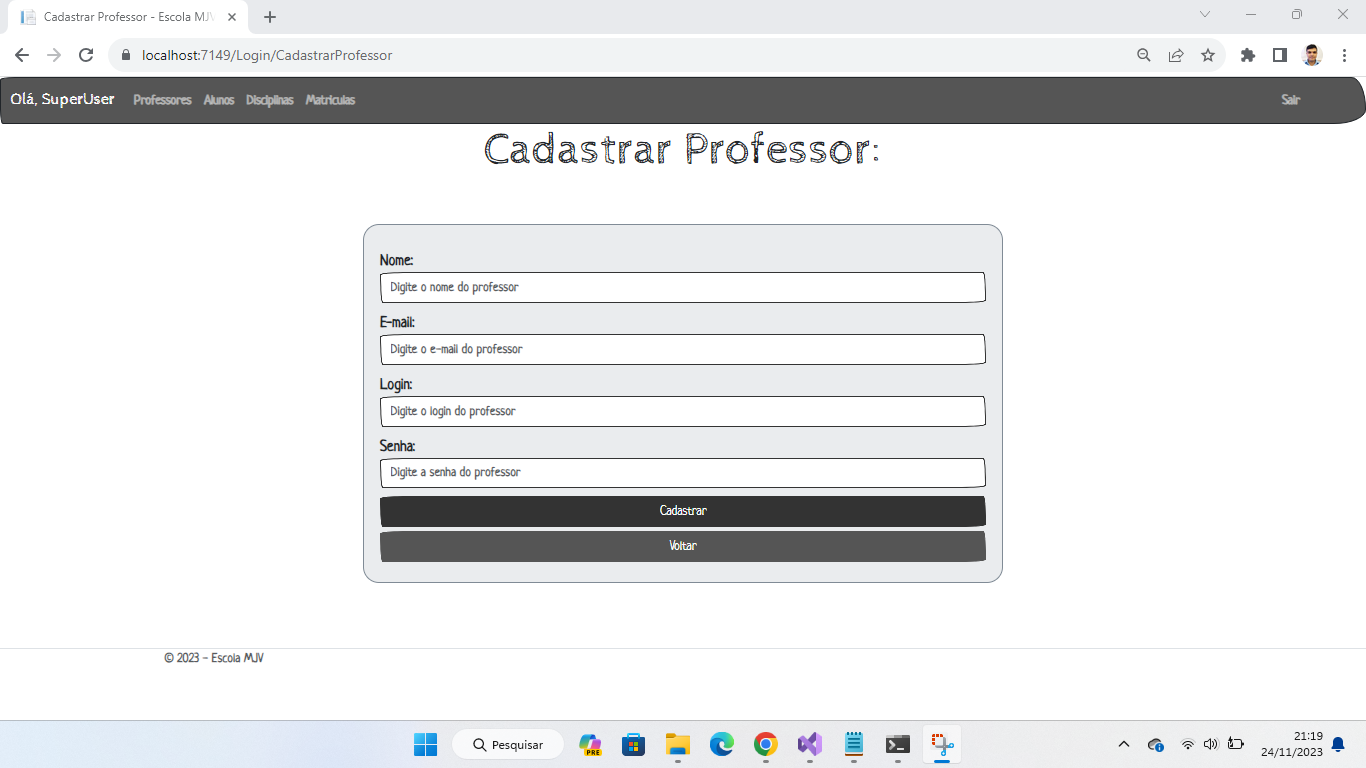 Cadastrar Professor - Escola MJV
localhost:7149/Login/CadastrarProfessor
Olá, SuperUser Professores Alunos Disciplinas Matrículas Sair
Cadastrar Professor:
Nome:
Digite o nome do professor
E-mail:
Digite o e-mail do professor
Login:
Digite o login do professor
Senha:
Digite a senha do professor
Cadastrar
Voltar
© 2023 - Escola MJV
Pesquisar
PRE
21:19
24/11/2023